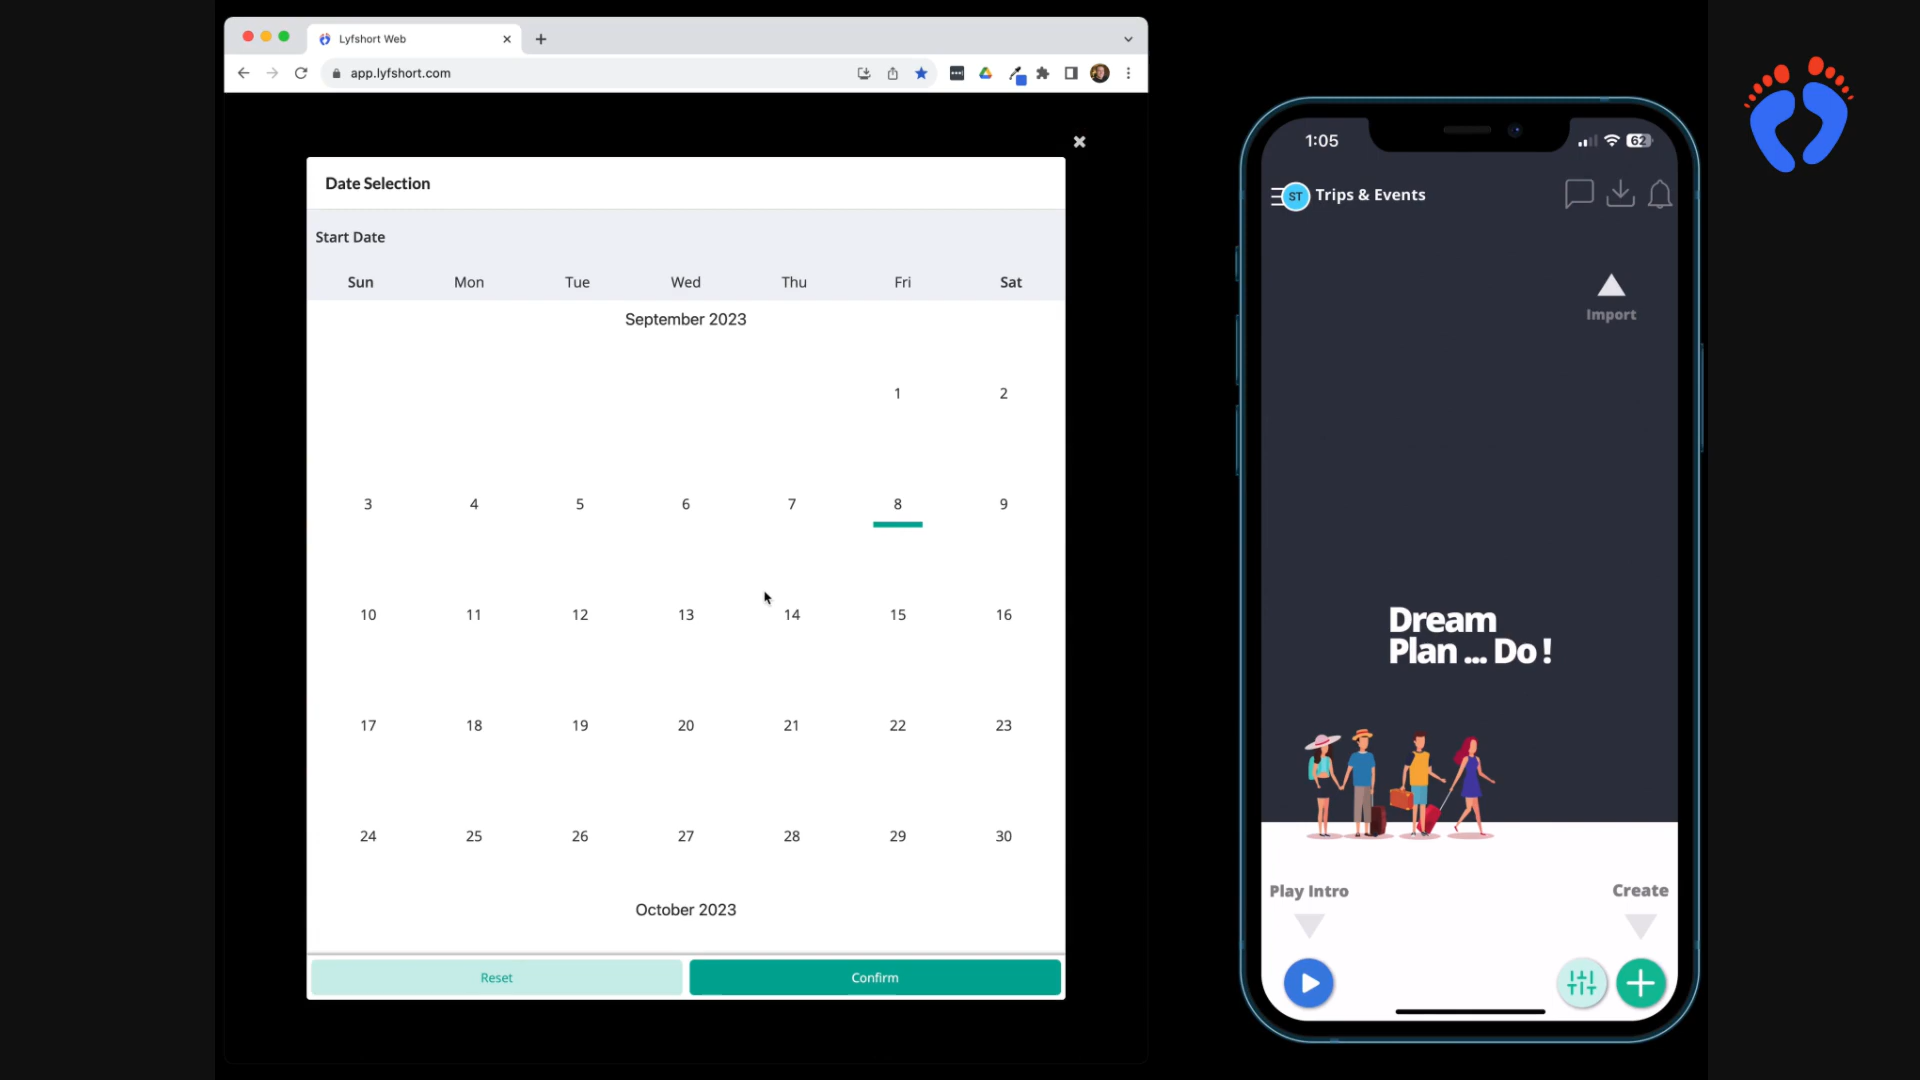 Lyfshort Web
app.lyfshort.com
Date Selection
Start Date
Sun Mon Tue Wed Thu Fri Sat
September 2023
1 2
3 4 5 6 7 8 9
10 11 12 13 14 15 16
17 18 19 20 21 22 23
24 25 26 27 28 29 30
October 2023
Reset Confirm
1:05 62
ST Trips & Events
Import
Dream
Plan ... Do !
Play Intro Create